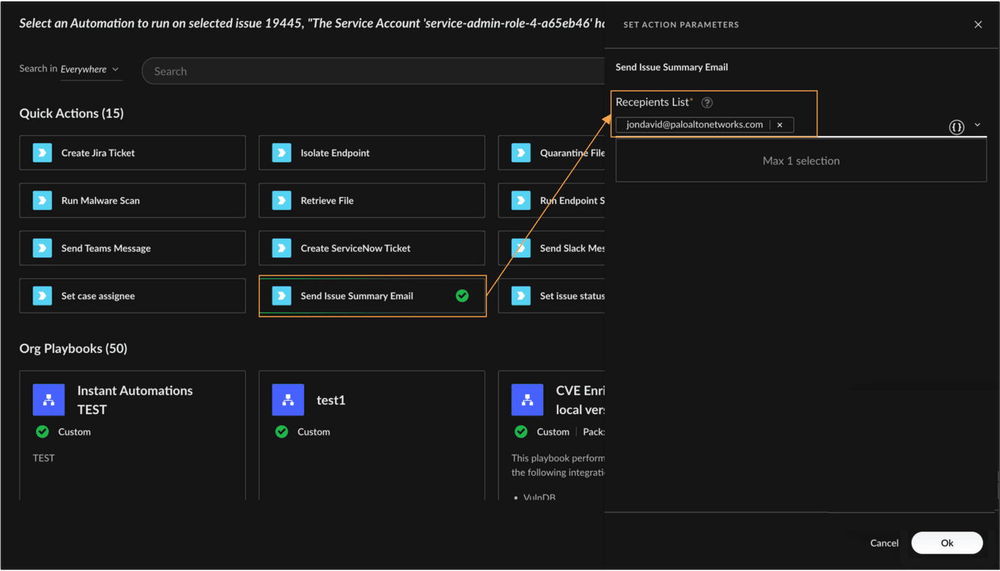 Select an Automation to run on selected issue 19445, "The Service Account 'service-admin-role-4-a65eb46' ha
Search in Everywhere
Search
Quick Actions (15)
Create Jira Ticket
Isolate Endpoint
Quarantine File
Run Malware Scan
Retrieve File
Run Endpoint S
Send Teams Message
Create ServiceNow Ticket
Send Slack Mes
Set case assignee
Send Issue Summary Email
Set issue status
Org Playbooks (50)
Instant Automations
TEST
Custom
TEST
test1
Custom
CVE Enri
local vers
Custom | Pack:
This playbook perform
the following integrati
• VulnDB
SET ACTION PARAMETERS
Send Issue Summary Email
Recepients List*
jondavid@paloaltonetworks.com
Max 1 selection
Cancel
Ok